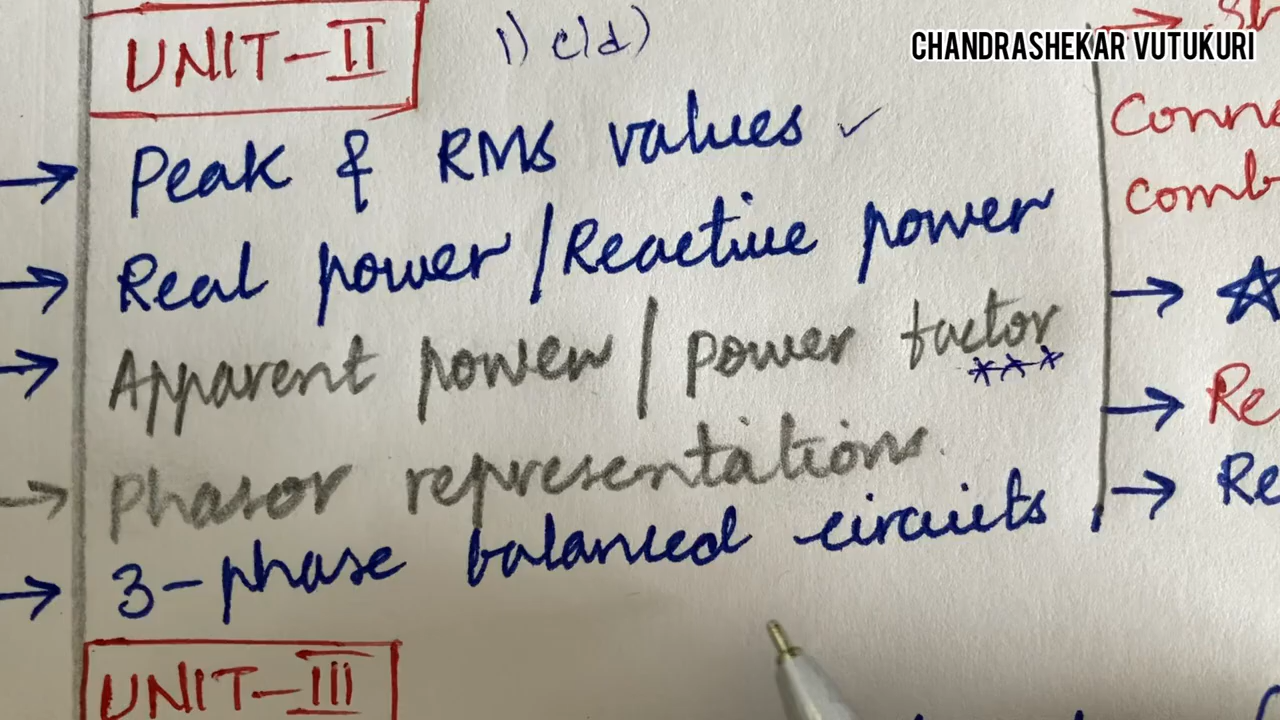 CHANDRASHEKAR VUTUKURI
UNIT-II
1) c)d)
Peak & RMS values
Real power/Reactive power
Apparent power/power factor
***
Phasor representations.
3-phase balanced circuits
UNIT-III
Conne
comb
Re
Re